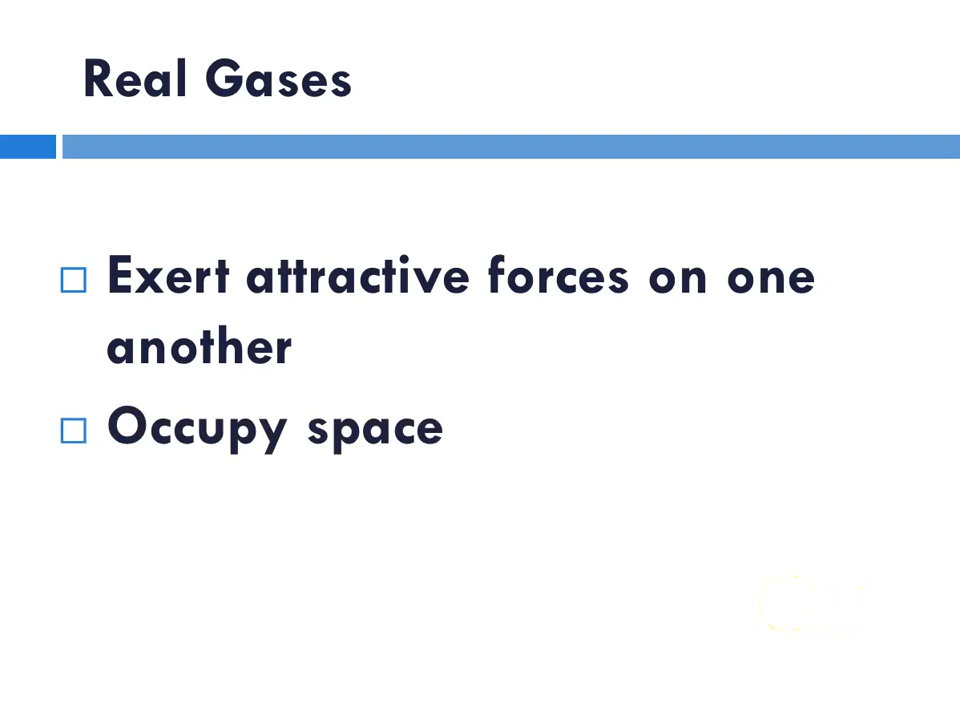 Real Gases
Exert attractive forces on one
another
Occupy space